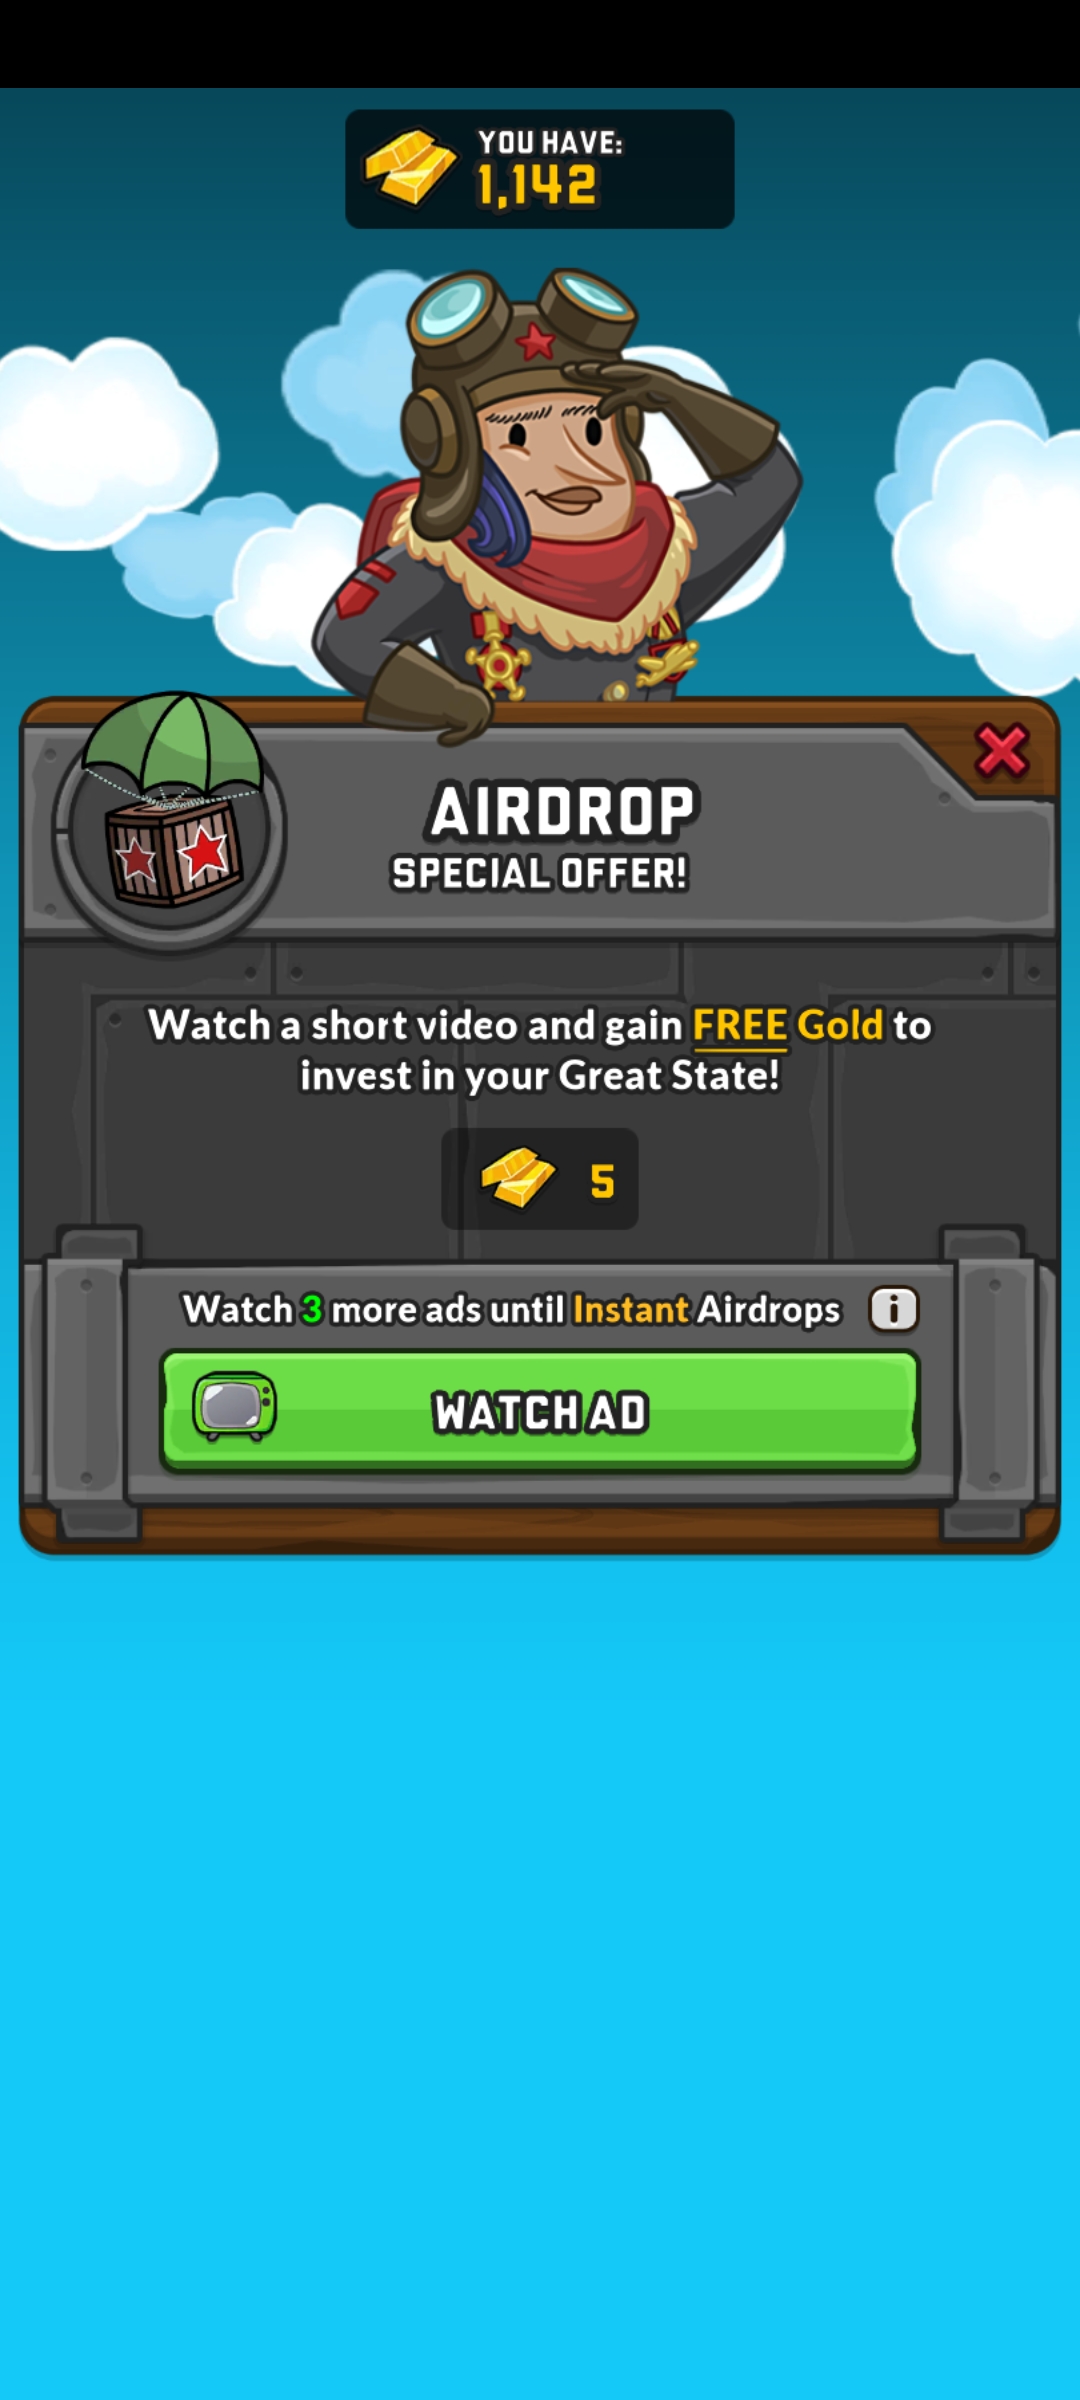 YOU HAVE:
1,142
AIRDROP
SPECIAL OFFER!
Watch a short video and gain FREE Gold to
invest in your Great State!
5
Watch 3 more ads until Instant Airdrops
i
WATCH AD